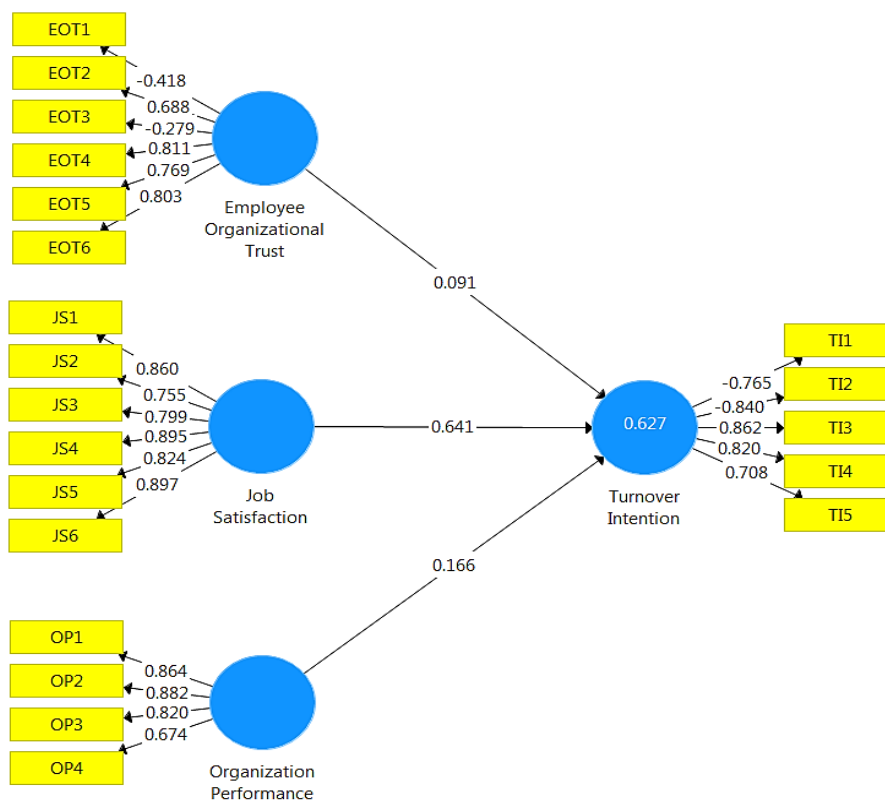 EOT1
EOT2
EOT3
EOT4
EOT5
EOT6
-0.418
0.688
-0.279
0.811
0.769
0.803
Employee
Organizational
Trust
0.091
JS1
JS2
JS3
JS4
JS5
JS6
0.860
0.755
0.799
0.895
0.824
0.897
Job
Satisfaction
0.641
0.627
Turnover
Intention
-0.765
-0.840
0.862
0.820
0.708
TI1
TI2
TI3
TI4
TI5
0.166
OP1
OP2
OP3
OP4
0.864
0.882
0.820
0.674
Organization
Performance